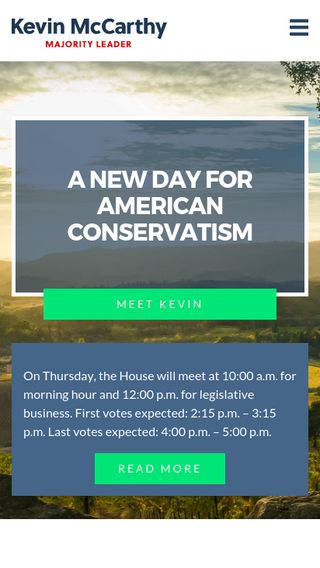 Kevin McCarthy
MAJORITY LEADER
A NEW DAY FOR
AMERICAN
CONSERVATISM
MEET KEVIN
On Thursday, the House will meet at 10:00 a.m. for
morning hour and 12:00 p.m. for legislative
business. First votes expected: 2:15 p.m. – 3:15
p.m. Last votes expected: 4:00 p.m. – 5:00 p.m.
READ MORE